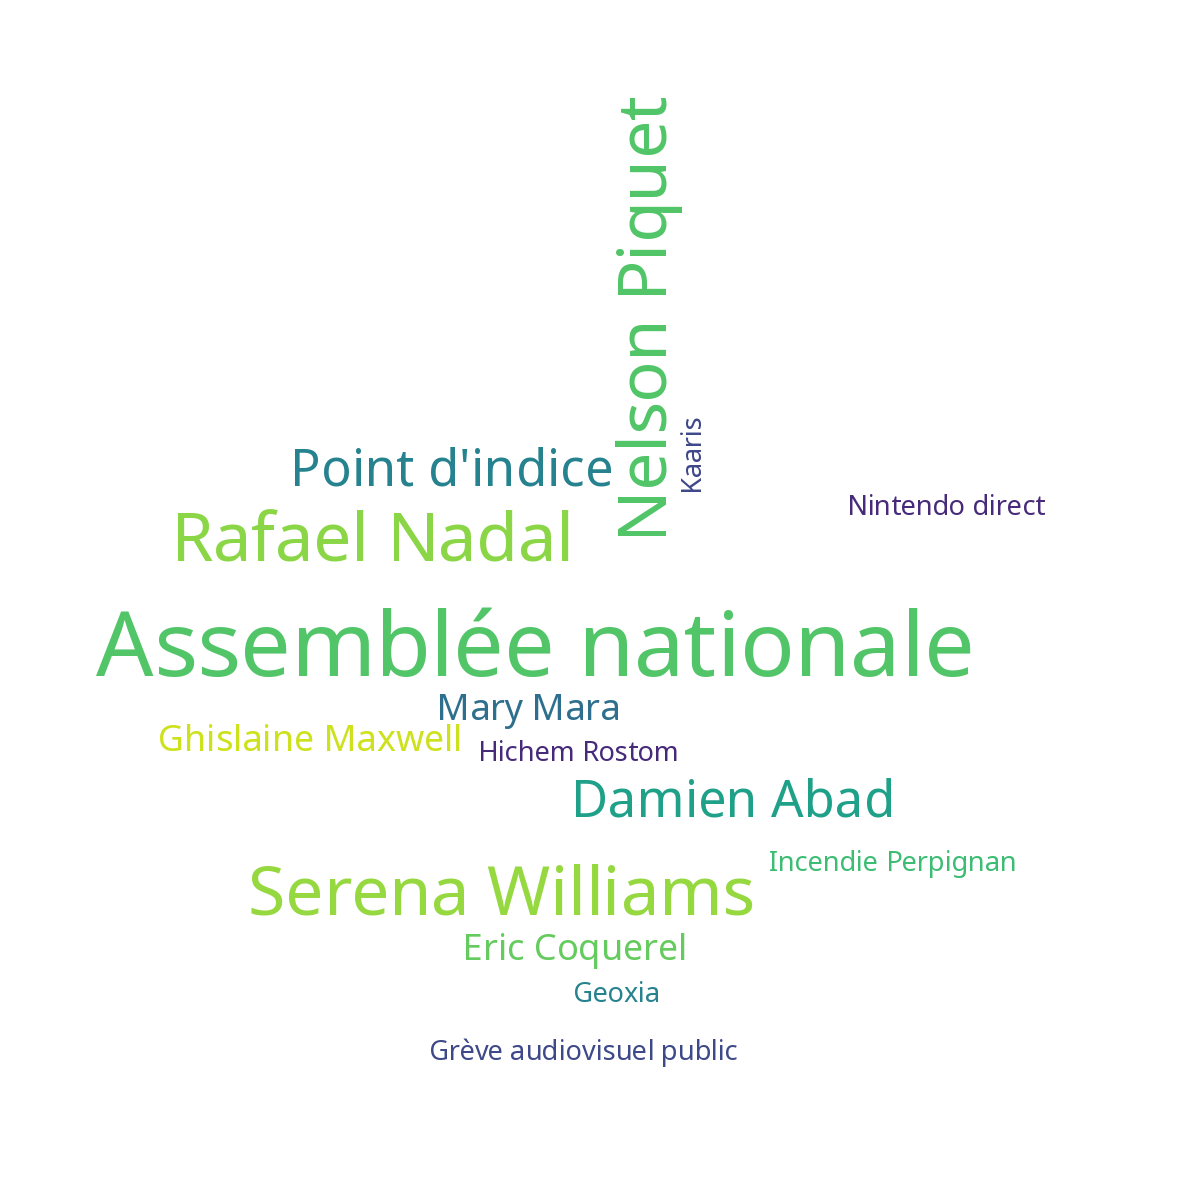 Nelson Piquet
Kaaris
Point d'indice
Nintendo direct
Rafael Nadal
Assemblée nationale
Mary Mara
Ghislaine Maxwell
Hichem Rostom
Damien Abad
Incendie Perpignan
Serena Williams
Eric Coquerel
Geoxia
Grève audiovisuel public